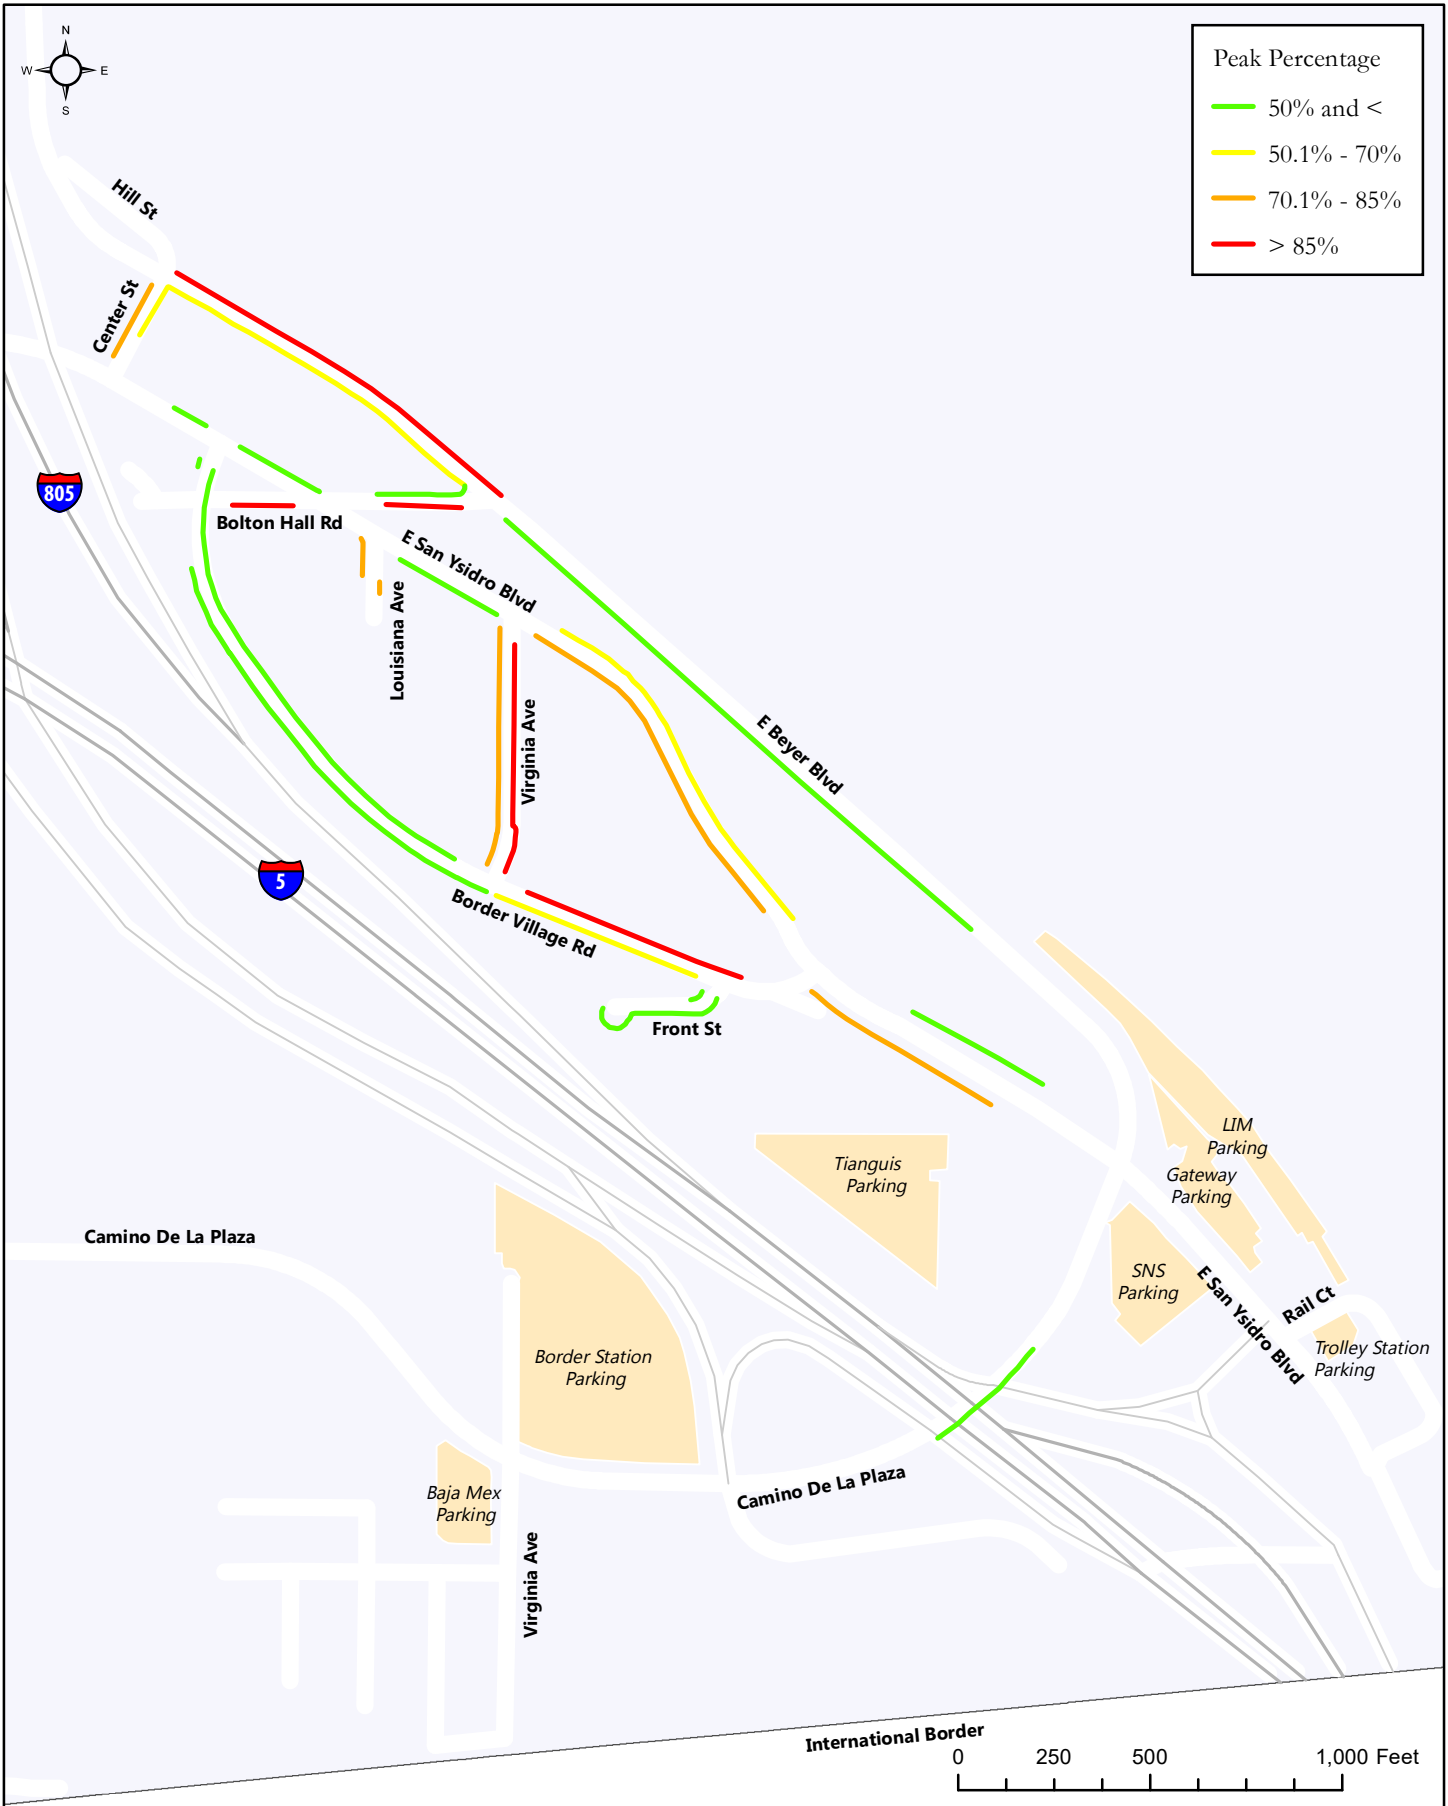 N
W
E
S
Peak Percentage
50% and <
50.1% - 70%
70.1% - 85%
> 85%
Hill St
Center St
805
Bolton Hall Rd
E San Ysidro Blvd
Louisiana Ave
Virginia Ave
E Beyer Blvd
5
Border Village Rd
Front St
LIM
Parking
Tianguis
Parking
Gateway
Parking
Camino De La Plaza
SNS
Parking
E San Ysidro Blvd
Rail Ct
Trolley Station
Parking
Border Station
Parking
Baja Mex
Parking
Camino De La Plaza
Virginia Ave
International Border
0
250
500
1,000 Feet